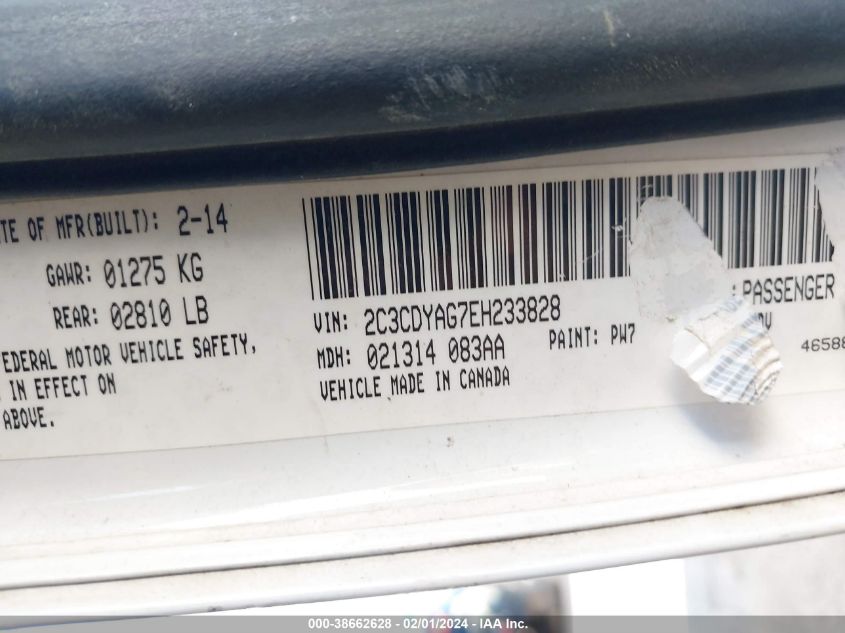 TE OF MFR(BUILT): 2-14
GAWR: 01275 KG
REAR: 02810 LB
FEDERAL MOTOR VEHICLE SAFETY,
IN EFFECT ON
ABOVE.
VIN: 2C3CDYAG7EH233828
MDH: 021314 083AA
PAINT: PW7
VEHICLE MADE IN CANADA
: PASSENGER
4658
000-38662628 - 02/01/2024 - IAA Inc.